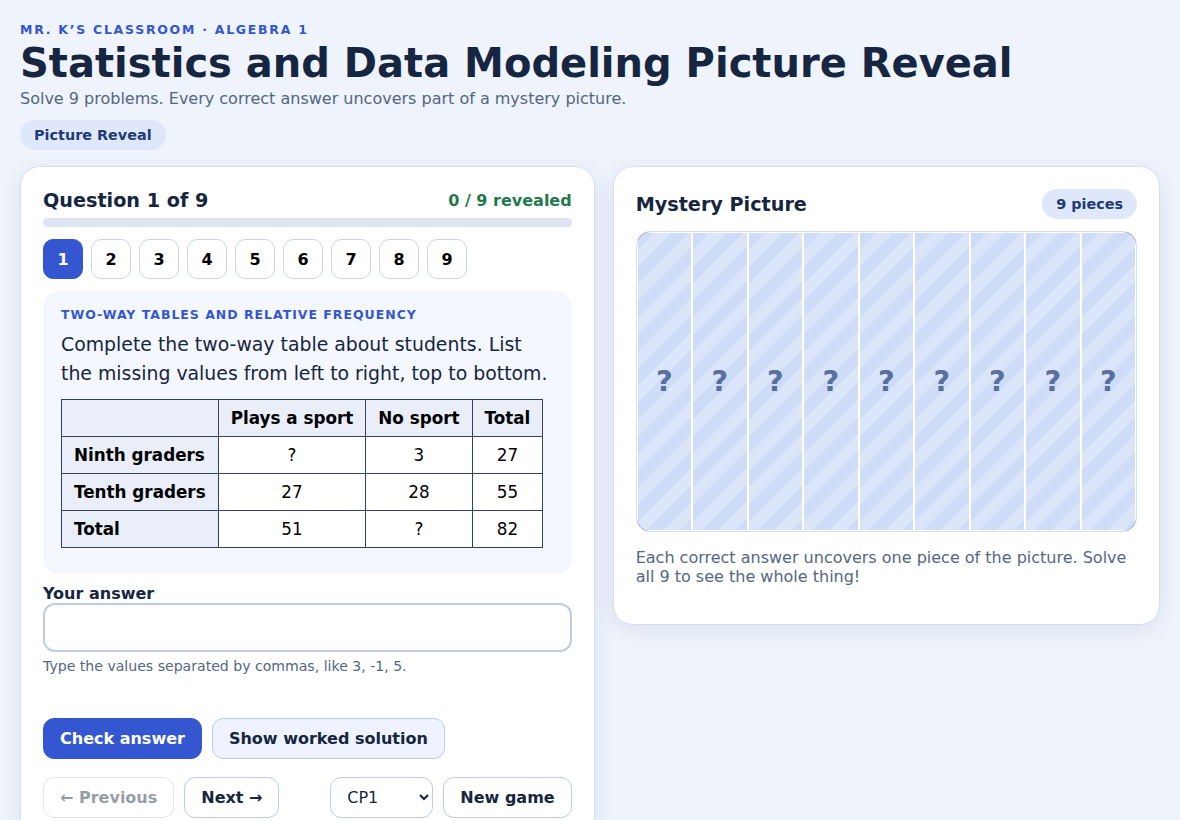 MR. K’S CLASSROOM · ALGEBRA 1
Statistics and Data Modeling Picture Reveal
Solve 9 problems. Every correct answer uncovers part of a mystery picture.
Picture Reveal
Question 1 of 9
0 / 9 revealed
1 2 3 4 5 6 7 8 9
TWO-WAY TABLES AND RELATIVE FREQUENCY
Complete the two-way table about students. List
the missing values from left to right, top to bottom.
Plays a sport No sport Total
Ninth graders ? 3 27
Tenth graders 27 28 55
Total 51 ? 82
Your answer
Type the values separated by commas, like 3, -1, 5.
Check answer Show worked solution
← Previous Next → CP1 New game
Mystery Picture
9 pieces
? ? ? ? ? ? ? ? ?
Each correct answer uncovers one piece of the picture. Solve
all 9 to see the whole thing!